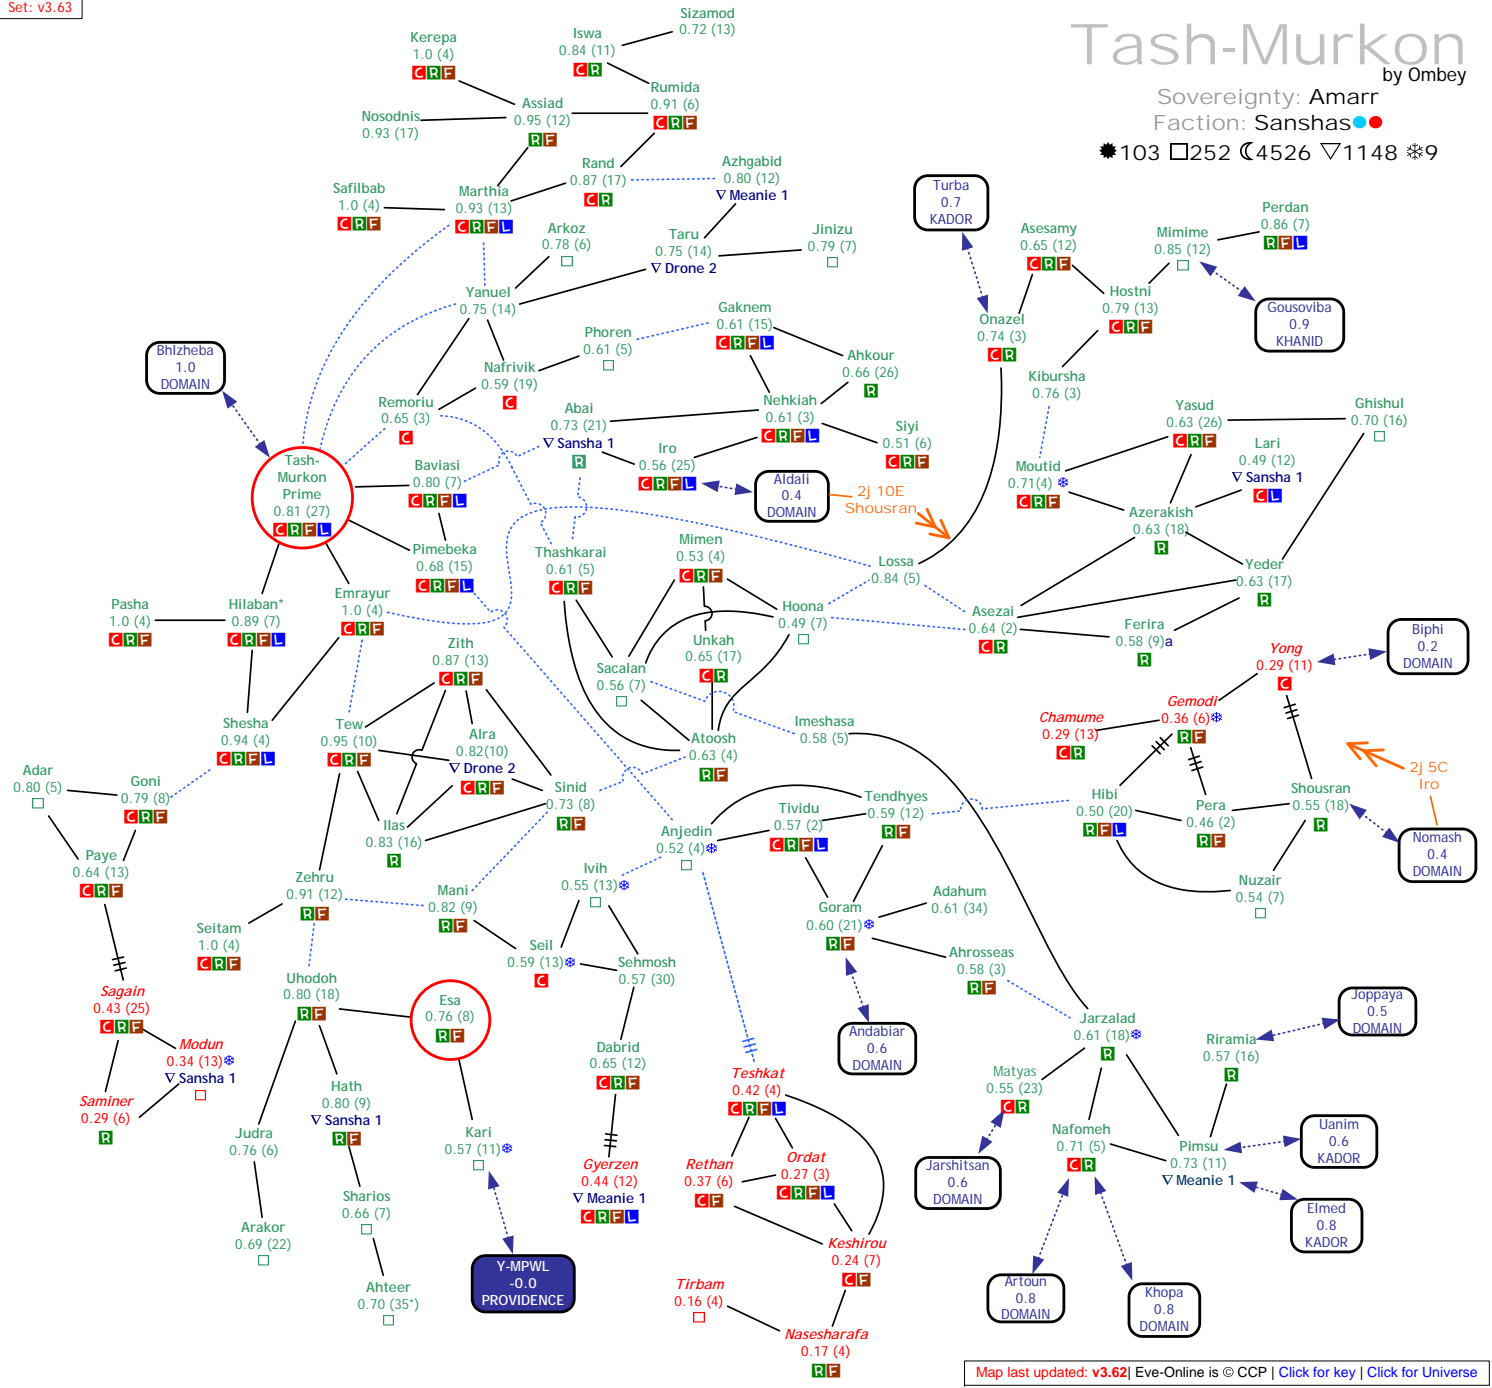 Set: v3.63
Tash-Murkon
by Ombey
Sovereignty: Amarr
Faction: Sanshas
103 252 4526 1148 9
Sizamod
0.72 (13)
Iswa
0.84 (11)
C R
Kerepa
1.0 (4)
C R F
Rumida
0.91 (6)
C R F
Assiad
0.95 (12)
R F
Nosodnis
0.93 (17)
Rand
0.87 (17)
C R
Azhgabid
0.80 (12)
Meanie 1
Safilbab
1.0 (4)
C R F
Marthia
0.93 (13)
C R F L
Arkoz
0.78 (6)
Taru
0.75 (14)
Drone 2
Jinizu
0.79 (7)
Turba
0.7
KADOR
Asesamy
0.65 (12)
C R F
Mimime
0.85 (12)
Perdan
0.86 (7)
R F L
Yanuel
0.75 (14)
Hostni
0.79 (13)
C R F
Gousoviba
0.9
KHANID
Gaknem
0.61 (15)
C R F L
Onazel
0.74 (3)
C R
Phoren
0.61 (5)
Bhizheba
1.0
DOMAIN
Nafrivik
0.59 (19)
C
Ahkour
0.66 (26)
R
Kibursha
0.76 (3)
Remoriu
0.65 (3)
C
Abai
0.73 (21)
Sansha 1
R
Nehkiah
0.61 (3)
C R F L
Siyi
0.51 (6)
C R F
Yasud
0.63 (26)
C R F
Ghishul
0.70 (16)
Lari
0.49 (12)
Sansha 1
C L
Iro
0.56 (25)
C R F L
Tash-
Murkon
Prime
0.81 (27)
C R F L
Baviasi
0.80 (7)
C R F L
Aldali
0.4
DOMAIN
2j 10E
Shousran
Moutid
0.71(4)
C R F
Azerakish
0.63 (18)
R
Pimebeka
0.68 (15)
C R F L
Thashkarai
0.61 (5)
C R F
Mimen
0.53 (4)
C R F
Lossa
0.84 (5)
Yeder
0.63 (17)
R
Emrayur
1.0 (4)
C R F
Pasha
1.0 (4)
C R F
Hilaban*
0.89 (7)
C R F L
Hoona
0.49 (7)
Asezai
0.64 (2)
C R
Ferira
0.58 (9)a
R
Biphi
0.2
DOMAIN
Zith
0.87 (13)
C R F
Unkah
0.65 (17)
C R
Sacalan
0.56 (7)
Yong
0.29 (11)
C
Gemodi
0.36 (6)
R F
Chamume
0.29 (13)
C R
Shesha
0.94 (4)
C R F L
Tew
0.95 (10)
C R F
Alra
0.82(10)
Drone 2
C R F
Imeshasa
0.58 (5)
Atoosh
0.63 (4)
R F
2j 5C
Iro
Adar
0.80 (5)
Goni
0.79 (8)
C R F
Sinid
0.73 (8)
R F
Tividu
0.57 (2)
C R F L
Tendhyes
0.59 (12)
R F
Hibi
0.50 (20)
R F L
Pera
0.46 (2)
R F
Shousran
0.55 (18)
R
Ilas
0.83 (16)
R
Anjedin
0.52 (4)
Nomash
0.4
DOMAIN
Paye
0.64 (13)
C R F
Ivih
0.55 (13)
Nuzair
0.54 (7)
Zehru
0.91 (12)
R F
Mani
0.82 (9)
R F
Goram
0.60 (21)
R F
Adahum
0.61 (34)
Seitam
1.0 (4)
C R F
Seil
0.59 (13)
C
Sehmosh
0.57 (30)
Ahrosseas
0.58 (3)
R F
Uhodoh
0.80 (18)
R F
Sagain
0.43 (25)
C R F
Esa
0.76 (8)
R F
Joppaya
0.5
DOMAIN
Jarzalad
0.61 (18)
R
Andabiar
0.6
DOMAIN
Riramia
0.57 (16)
R
Modun
0.34 (13)
Sansha 1
Dabrid
0.65 (12)
C R F
Teshkat
0.42 (4)
C R F L
Matyas
0.55 (23)
C R
Hath
0.80 (9)
Sansha 1
R F
Saminer
0.29 (6)
R
Uanim
0.6
KADOR
Judra
0.76 (6)
Kari
0.57 (11)
Nafomeh
0.71 (5)
C R
Pimsu
0.73 (11)
Meanie 1
Gyerzen
0.44 (12)
Meanie 1
C R F L
Rethan
0.37 (6)
C F
Ordat
0.27 (3)
C R F L
Jarshitsan
0.6
DOMAIN
Sharios
0.66 (7)
Elmed
0.8
KADOR
Arakor
0.69 (22)
Keshirou
0.24 (7)
C F
Y-MPWL
-0.0
PROVIDENCE
Ahteer
0.70 (35*)
Tirbam
0.16 (4)
Artoun
0.8
DOMAIN
Khopa
0.8
DOMAIN
Nasesharafa
0.17 (4)
R F
Map last updated: v3.62| Eve-Online is © CCP | Click for key | Click for Universe